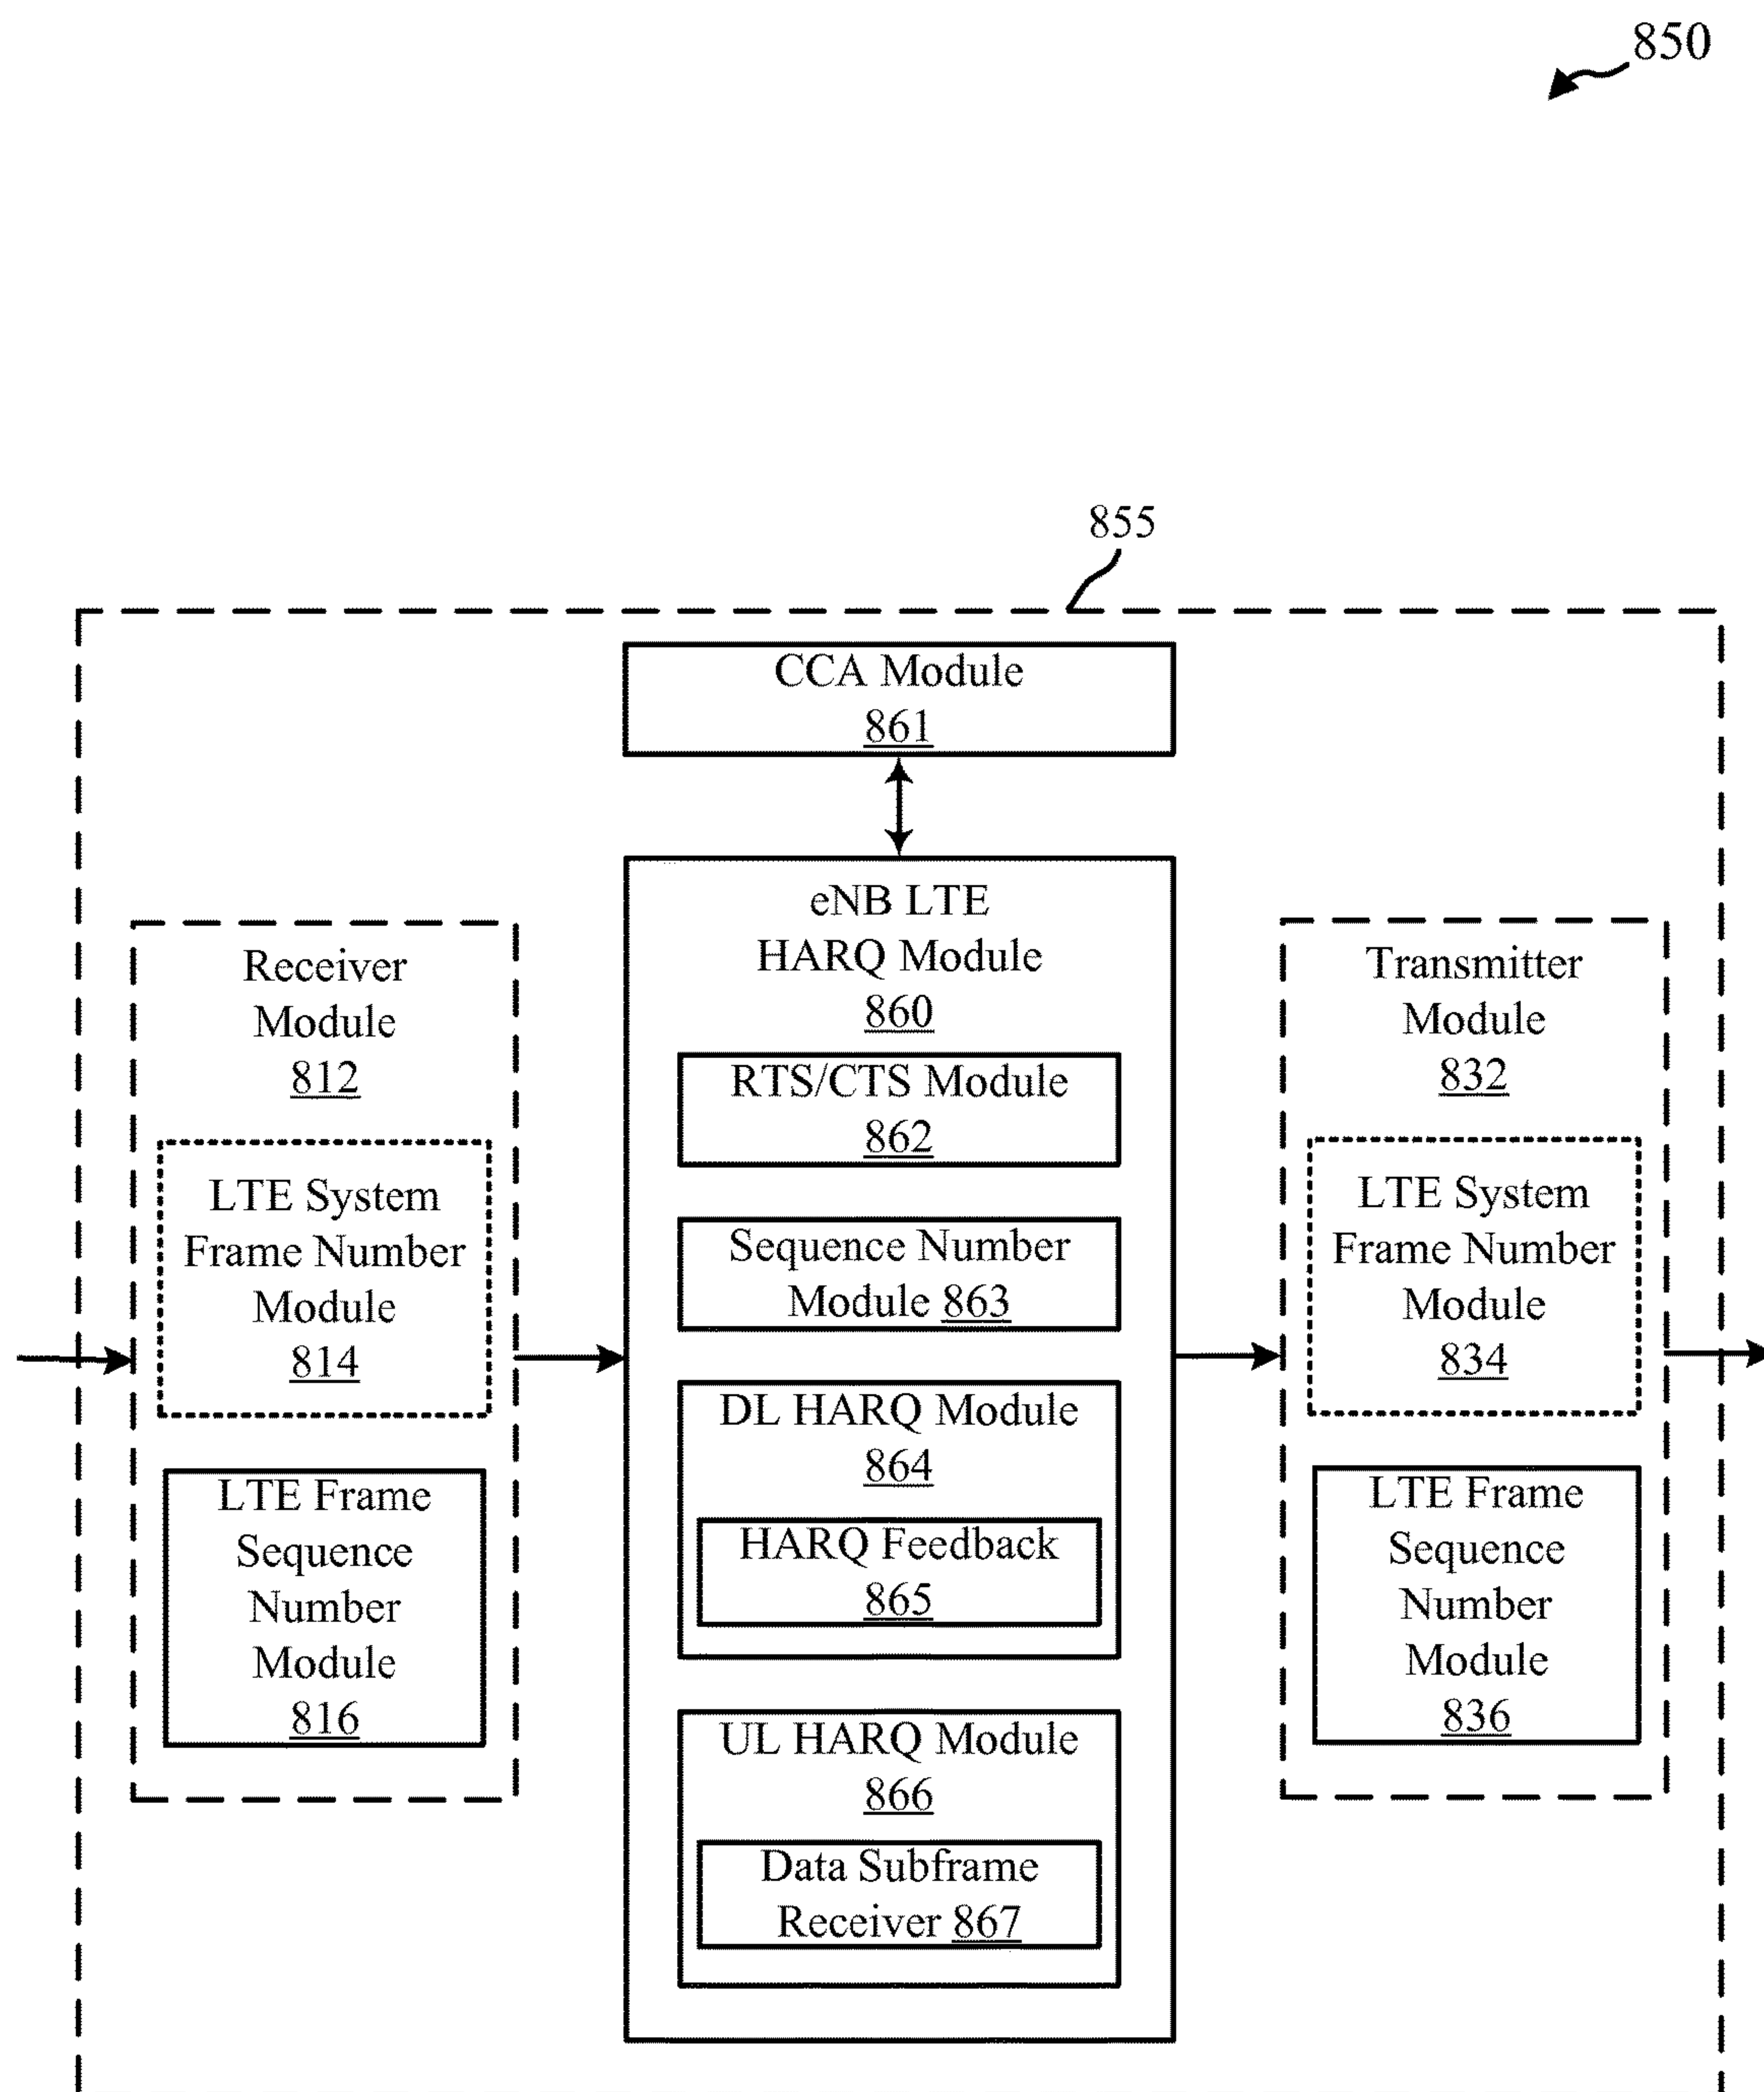 850
855
CCA Module
861
eNB LTE
HARQ Module
860
RTS/CTS Module
862
Sequence Number
Module 863
DL HARQ Module
864
HARQ Feedback
865
UL HARQ Module
866
Data Subframe
Receiver 867
Receiver
Module
812
LTE System
Frame Number
Module
814
LTE Frame
Sequence
Number
Module
816
Transmitter
Module
832
LTE System
Frame Number
Module
834
LTE Frame
Sequence
Number
Module
836